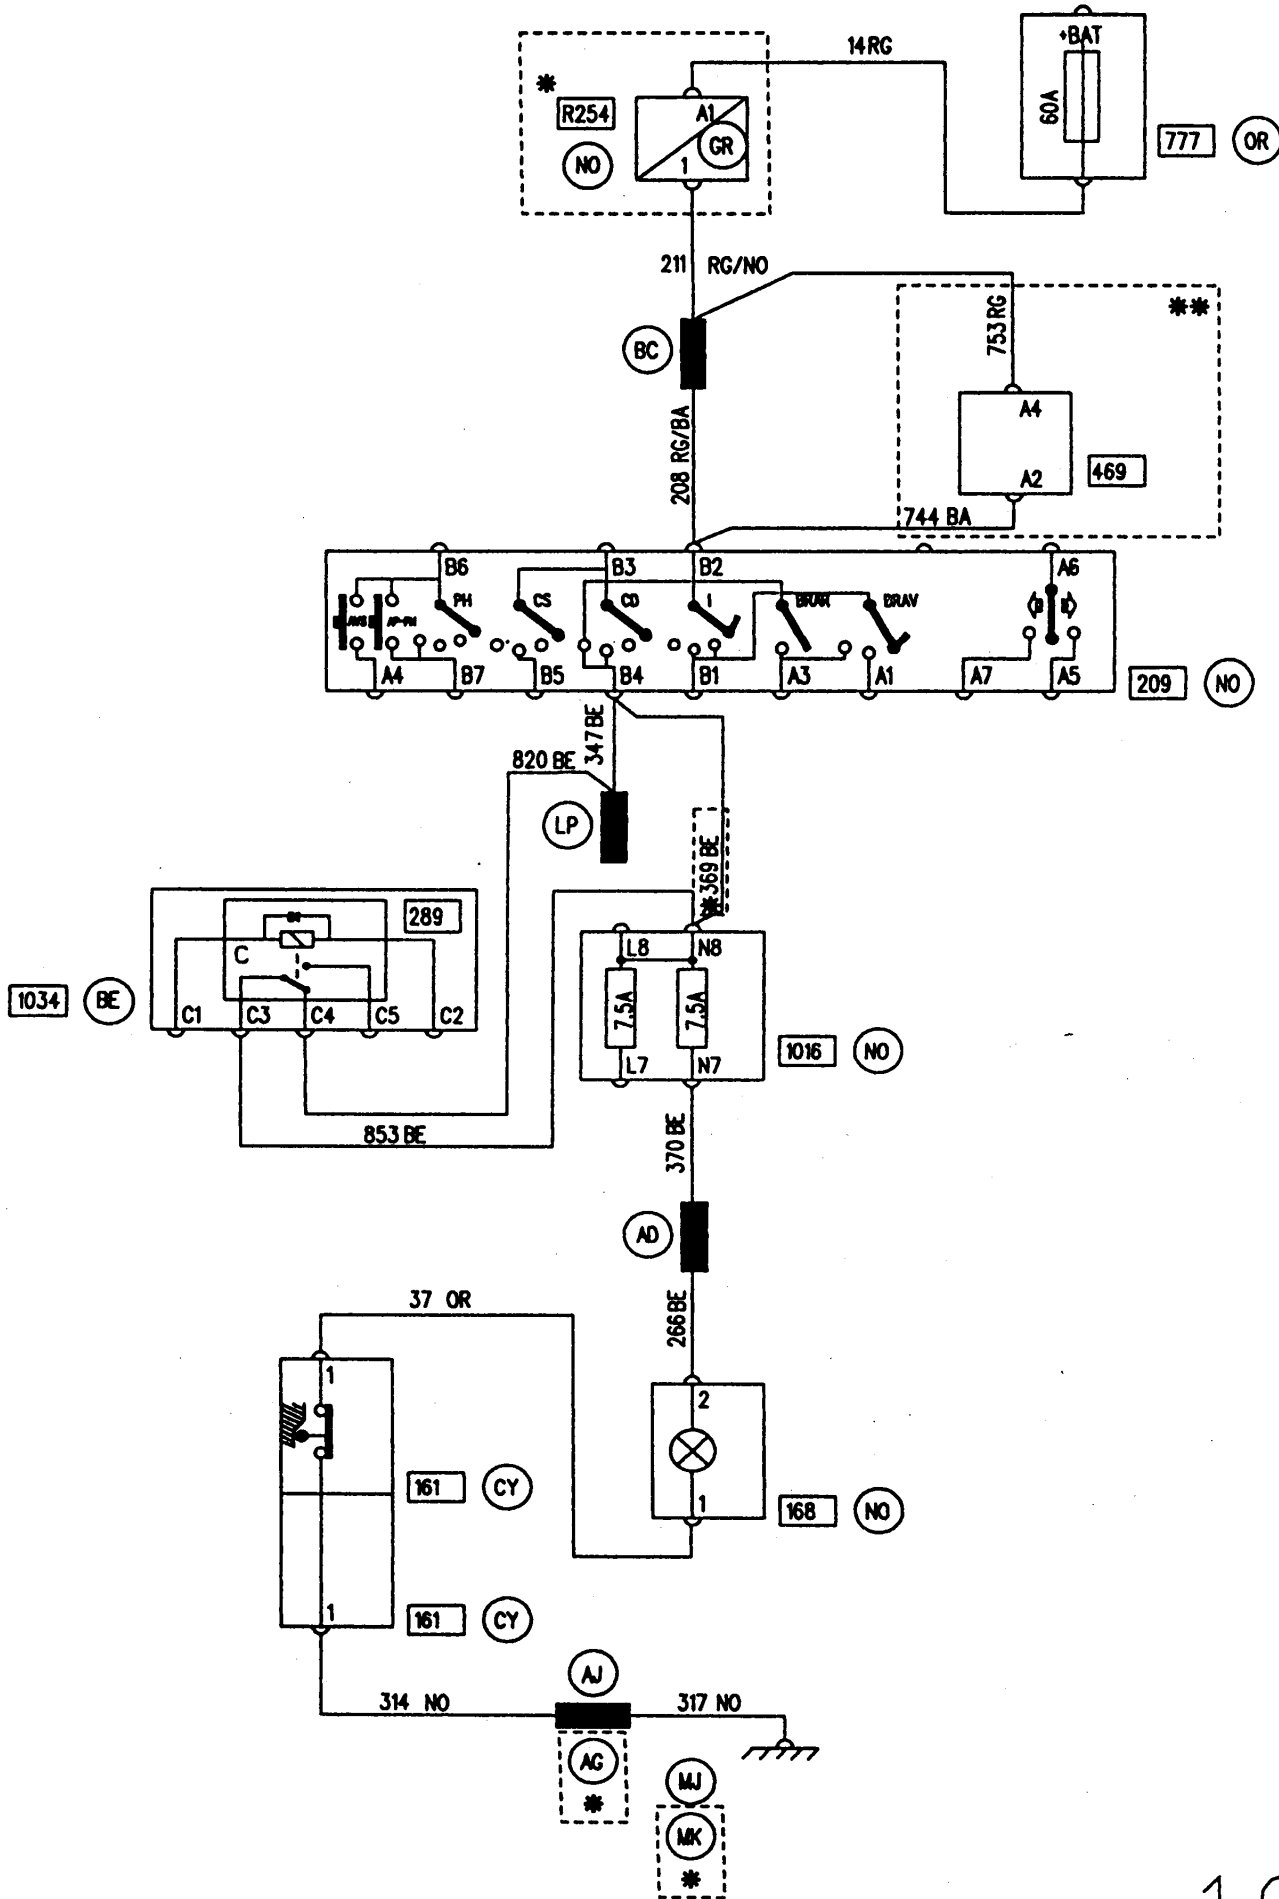 +BAT
60A
777
OR
14 RG
*
R254
NO
A1
GR
1
211 RG/NO
BC
208 RG/BA
**
753 RG
A4
A2
469
744 BA
B6
B3
B2
A6
AVS
AP-PH
PH
CS
CD
I
BRAR
BRAV
A4
B7
B5
B4
B1
A3
A1
A7
A5
209
NO
347 BE
820 BE
LP
*369 BE
289
C
1034
BE
C1
C3
C4
C5
C2
L8
N8
7.5A
7.5A
L7
N7
1016
NO
853 BE
370 BE
AD
266 BE
37 OR
1
161
CY
2
1
168
NO
1
161
CY
AJ
314 NO
317 NO
AG
*
MJ
MK
*